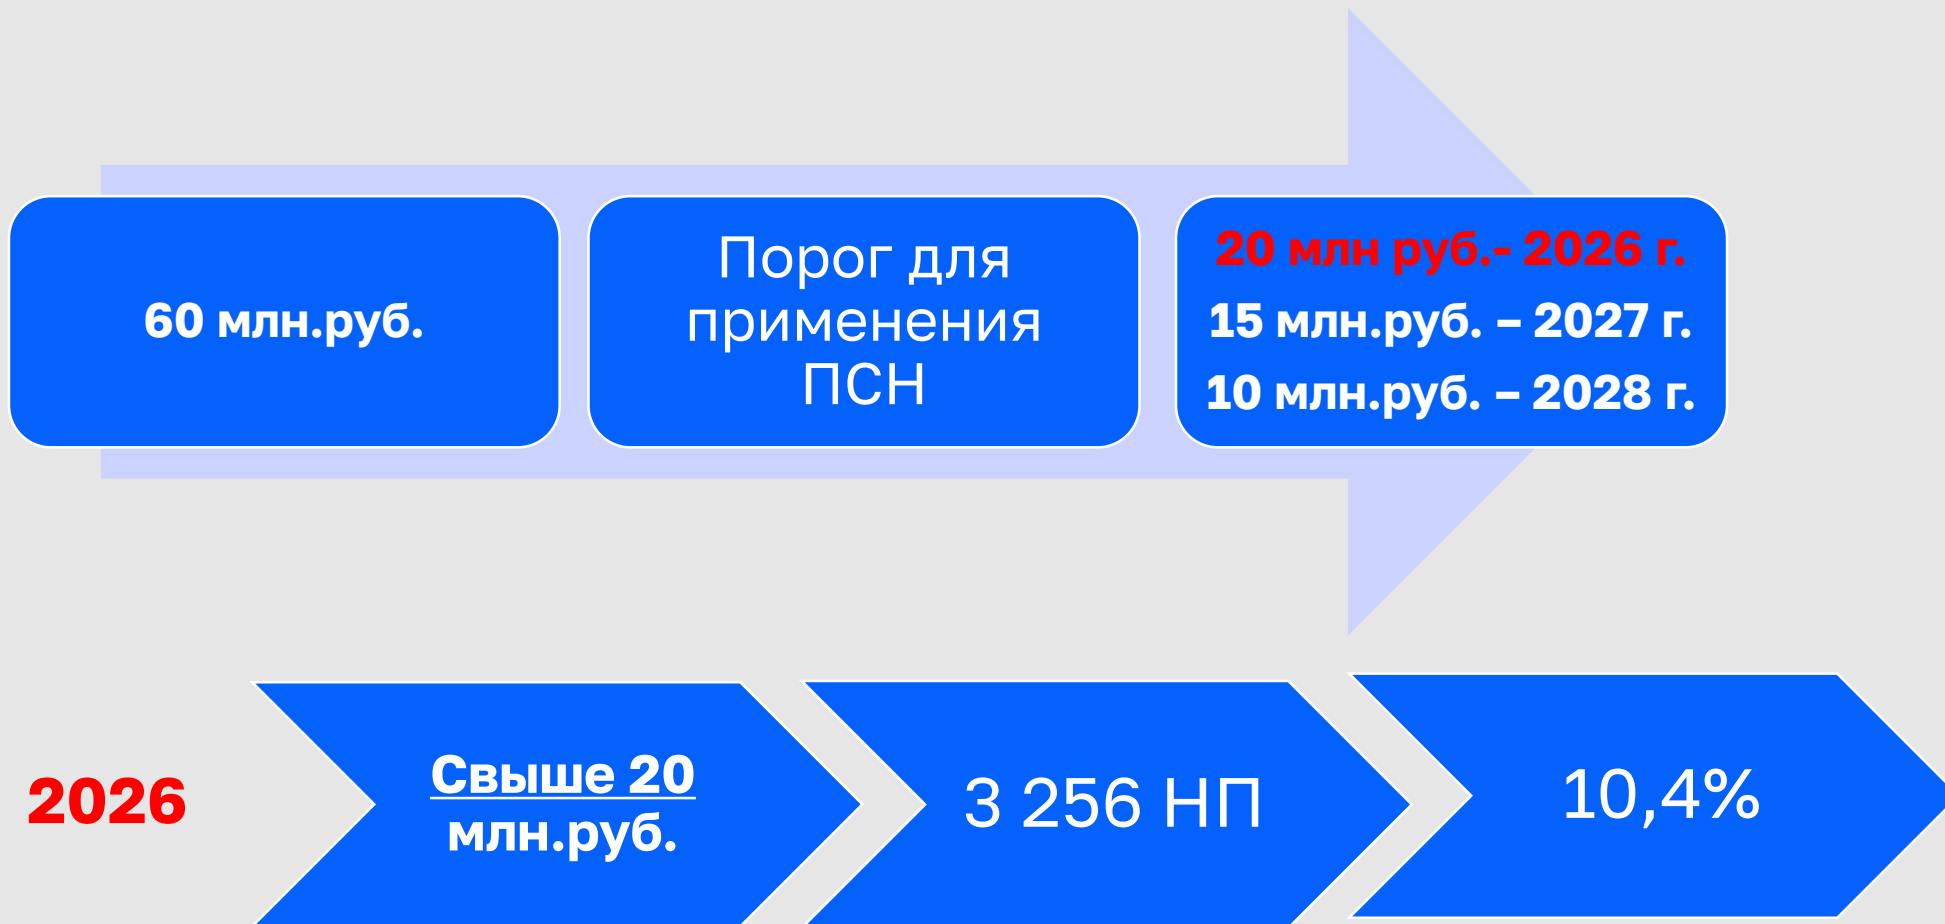 60 млн.руб.
Порог для
применения
ПСН
20 млн руб.- 2026 г.
15 млн.руб. – 2027 г.
10 млн.руб. – 2028 г.
2026
Свыше 20
млн.руб.
3 256 НП
10,4%